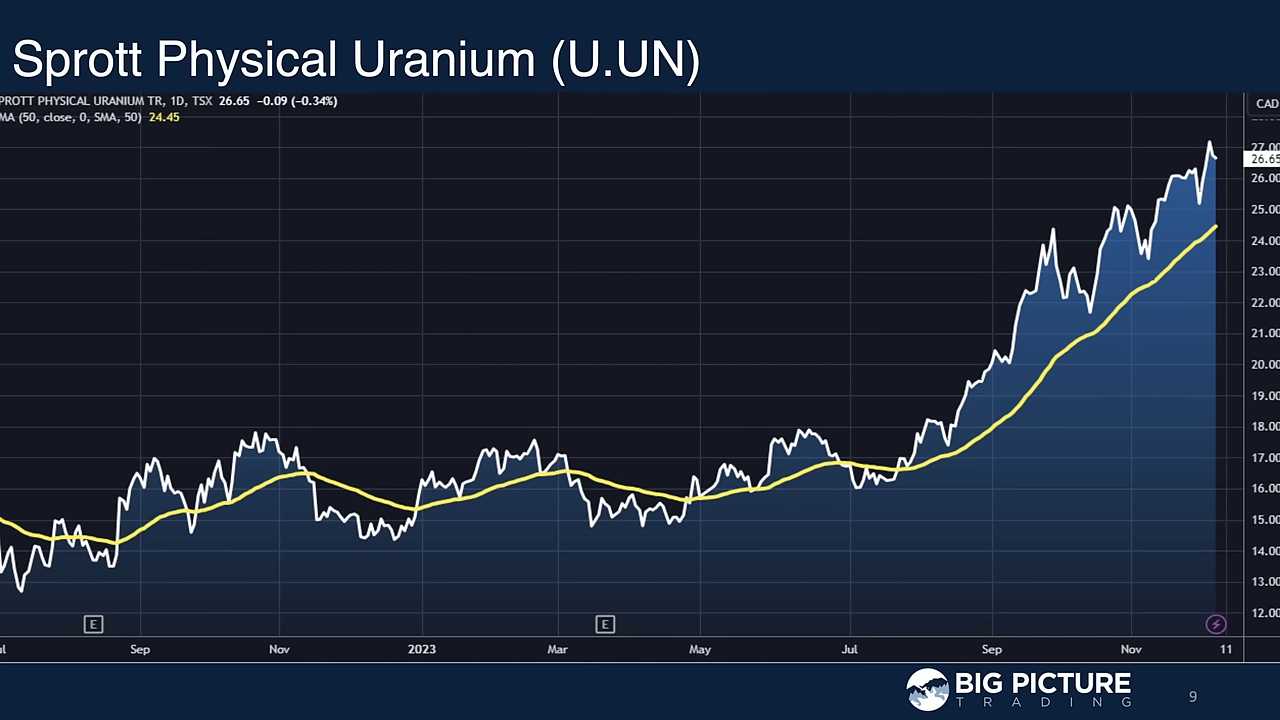 Sprott Physical Uranium (U.UN)
PROTT PHYSICAL URANIUM TR, 1D, TSX 26.65 −0.09 (−0.34%)
MA (50, close, 0, SMA, 50) 24.45
CAD
27.00
26.65
26.00
25.00
24.00
23.00
22.00
21.00
20.00
19.00
18.00
17.00
16.00
15.00
14.00
13.00
12.00
E E
ul Sep Nov 2023 Mar May Jul Sep Nov 11
BIG PICTURE
TRADING
9